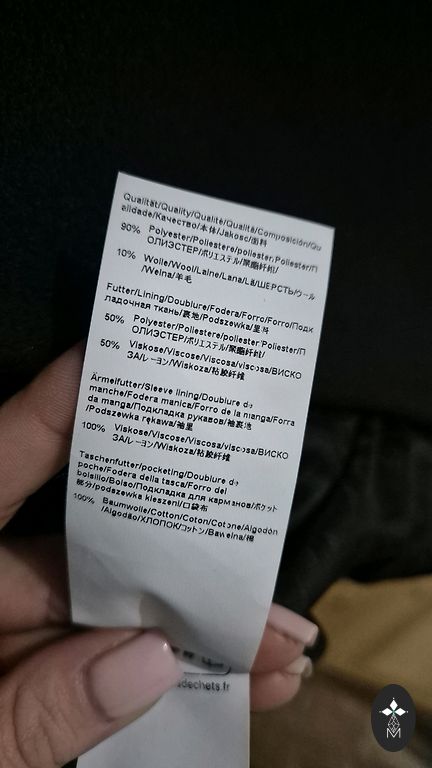 Qualität/Quality/Qualité/Qualità/Composición/Qu
alidade/Качество/本体/Jakosc/面料
90% Polyester/Poliestere/poliester/Poliester/П
ОЛИЭСТЕР/ポリエステル/聚酯纤维/
10% Wolle/Wool/Laine/Lana/Lã/ШЕРСТЬ/ウール
/Welna/羊毛
Futter/Lining/Doublure/Fodera/Forro/Forro/Подк
ладочная ткань/裏地/Podszewka/里料
50% Polyester/Poliestere/poliester/Poliester/П
ОЛИЭСТЕР/ポリエステル/聚酯纤维/
50% Viskose/Viscose/Viscosa/viscosa/ВИСКО
ЗА/レーヨン/Wiskoza/粘胶纤维
Ärmelfutter/Sleeve lining/Doublure de
manche/Fodera manica/Forro de la manga/Forra
da manga/Подкладка рукавов/袖裏地
/Podszewka rękawa/袖里
100% Viskose/Viscose/Viscosa/viscosa/ВИСКО
ЗА/レーヨン/Wiskoza/粘胶纤维
Taschenfutter/pocketing/Doublure de
poche/Fodera della tasca/Forro del
bolsillo/Bolso/Подкладка для карманов/ポケット
部分/podszewka kieszeni/口袋布
100% Baumwolle/Cotton/Coton/Cotone/Algodón
/Algodão/ХЛОПОК/コットン/Bawelna/棉
dechets.fr
M